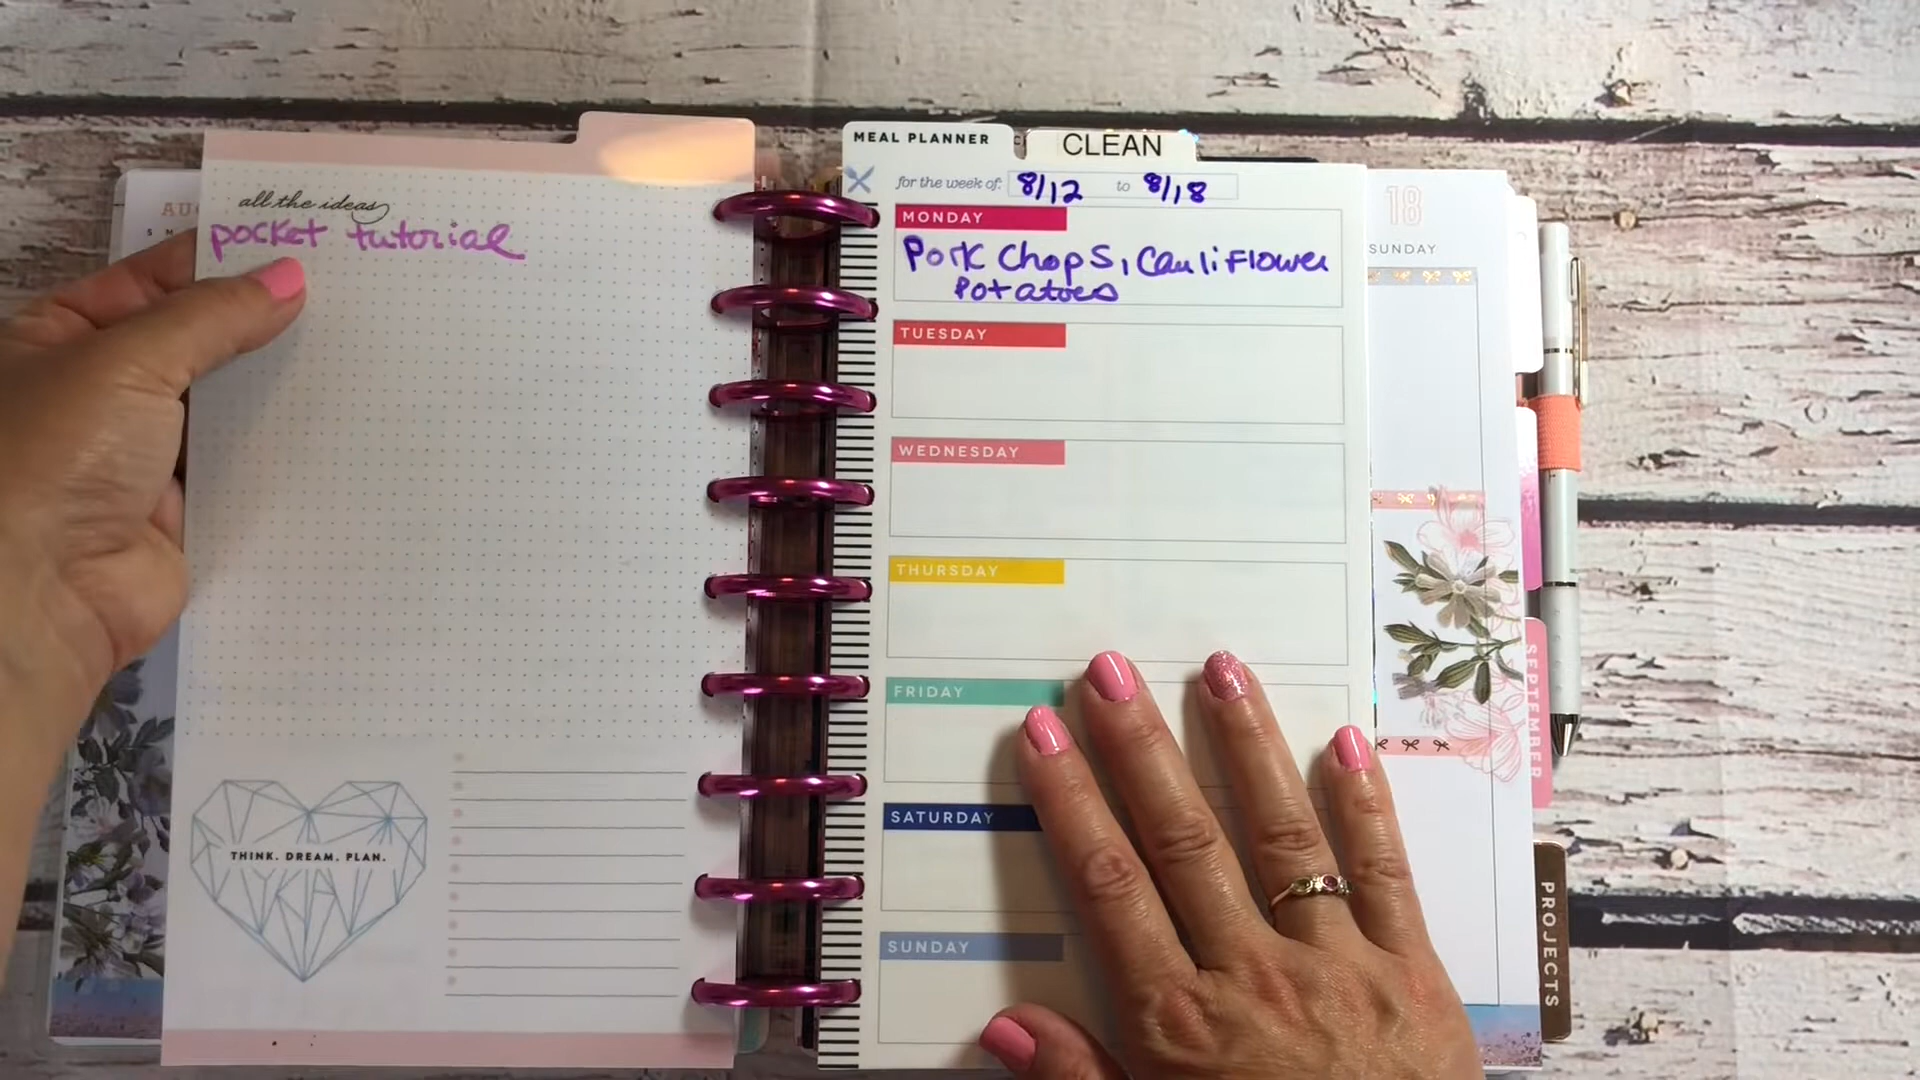 all the ideas
pocket tutorial
THINK. DREAM. PLAN.
MEAL PLANNER
CLEAN
for the week of: 8/12 to 8/18
MONDAY
Pork Chops, Cauliflower
Potatoes
TUESDAY
WEDNESDAY
THURSDAY
FRIDAY
SATURDAY
SUNDAY
18
SUNDAY
SEPTEMBER
PROJECTS